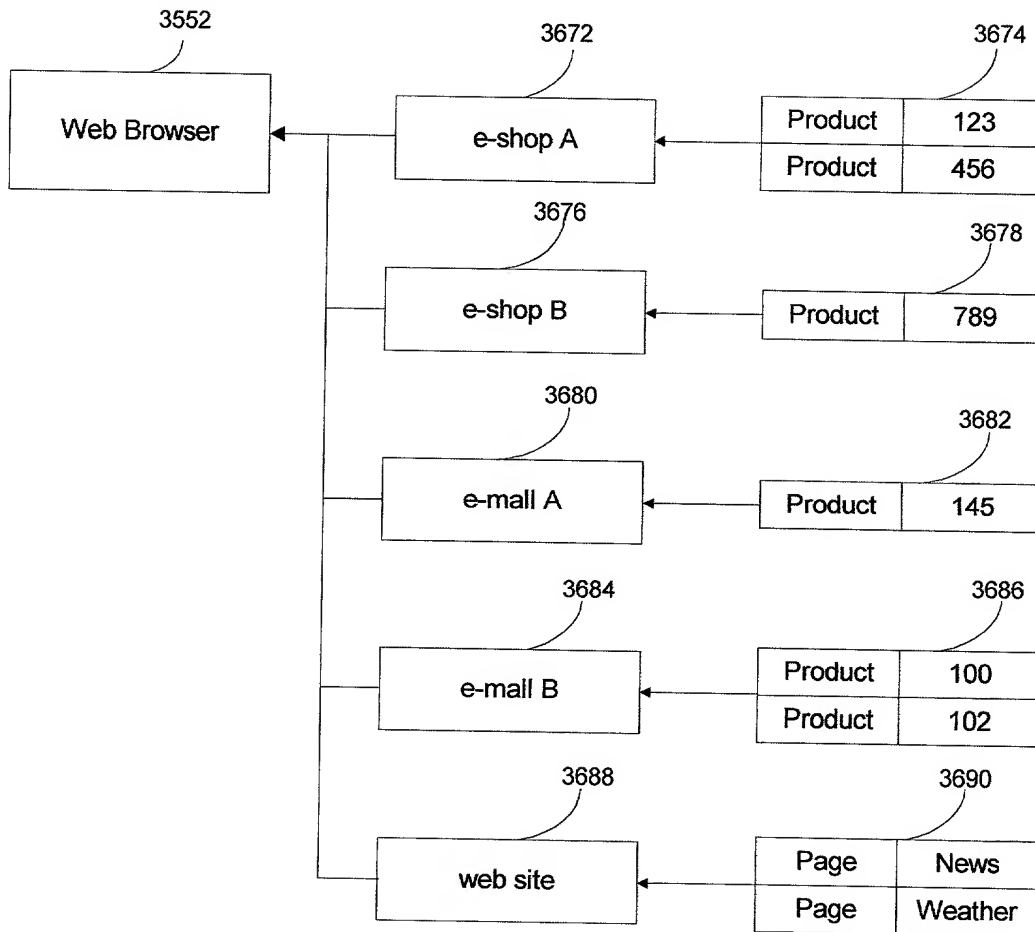 3552
3672
3674
Web Browser
e-shop A
Product 123
Product 456
3676
3678
e-shop B
Product 789
3680
3682
e-mall A
Product 145
3684
3686
e-mall B
Product 100
Product 102
3688
3690
web site
Page News
Page Weather